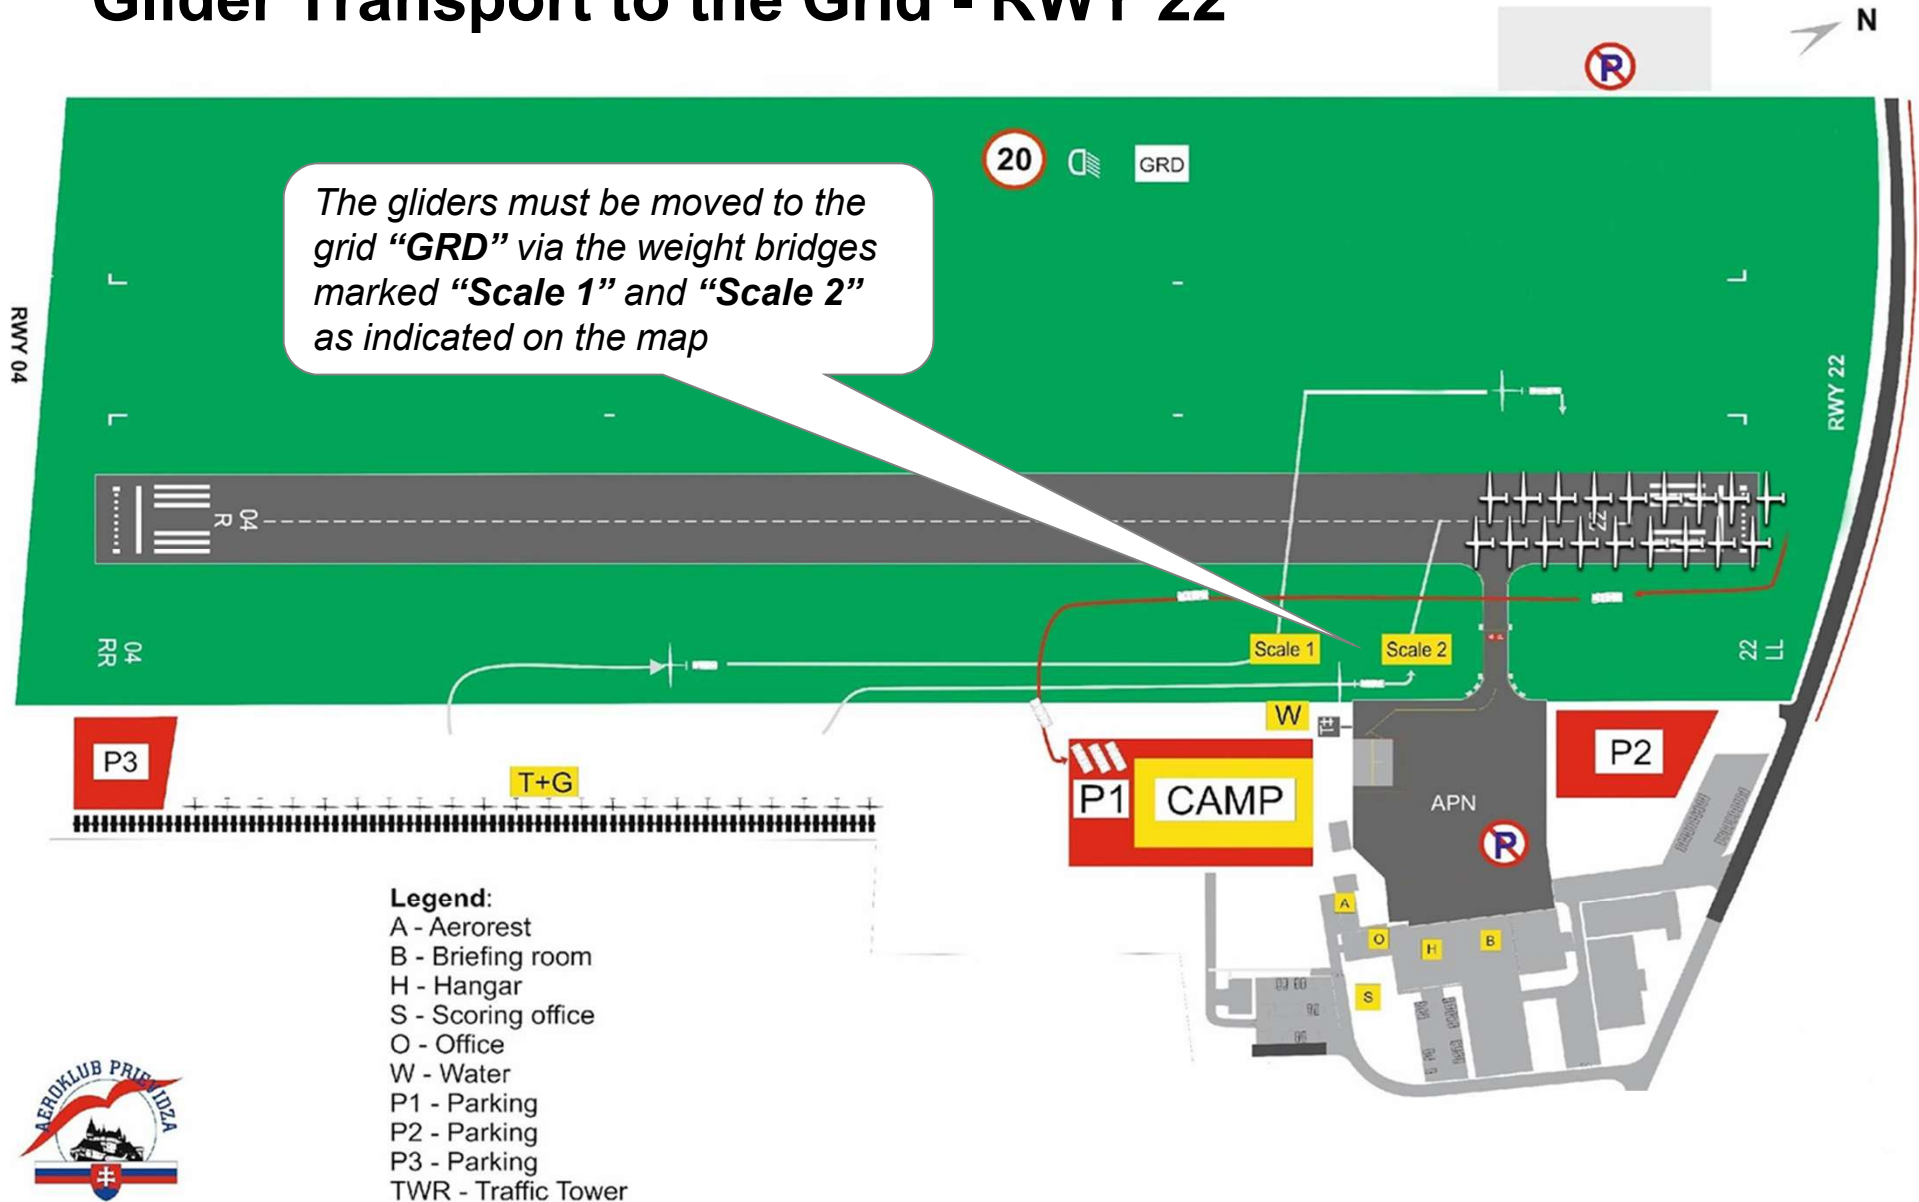 Glider Transport to the Grid - RWY 22
N
P
20
GRD
The gliders must be moved to the
grid “GRD” via the weight bridges
marked “Scale 1” and “Scale 2”
as indicated on the map
RWY 04
RWY 22
04
R
22
04
RR
Scale 1
Scale 2
22
LL
W
P3
T+G
P1
CAMP
APN
P
P2
A
O
H
B
S
Legend:
A - Aerorest
B - Briefing room
H - Hangar
S - Scoring office
O - Office
W - Water
P1 - Parking
P2 - Parking
P3 - Parking
TWR - Traffic Tower
AEROKLUB PRIEVIDZA